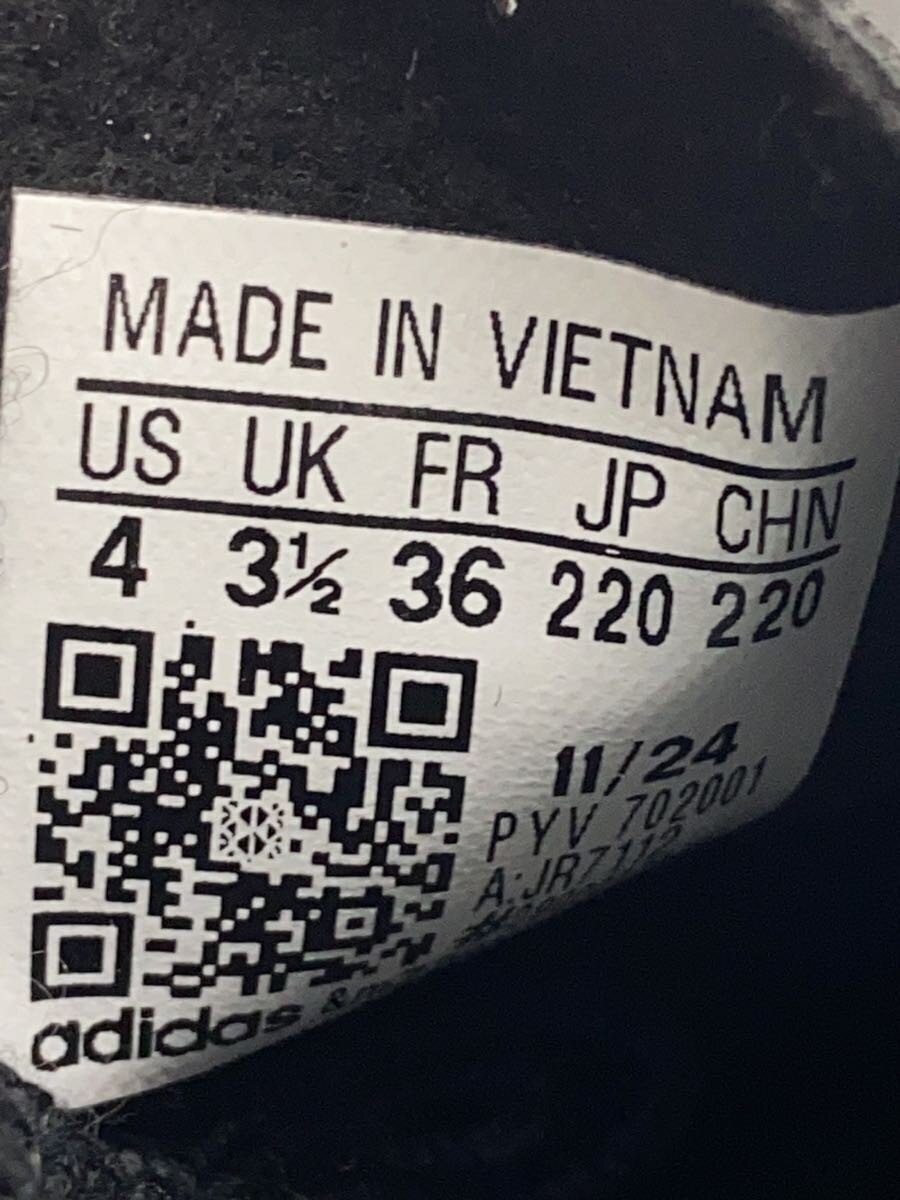 MADE IN VIETNAM
US UK FR JP CHN
4 3½ 36 220 220
11/24
PYV 702001
A:JR7112
adidas